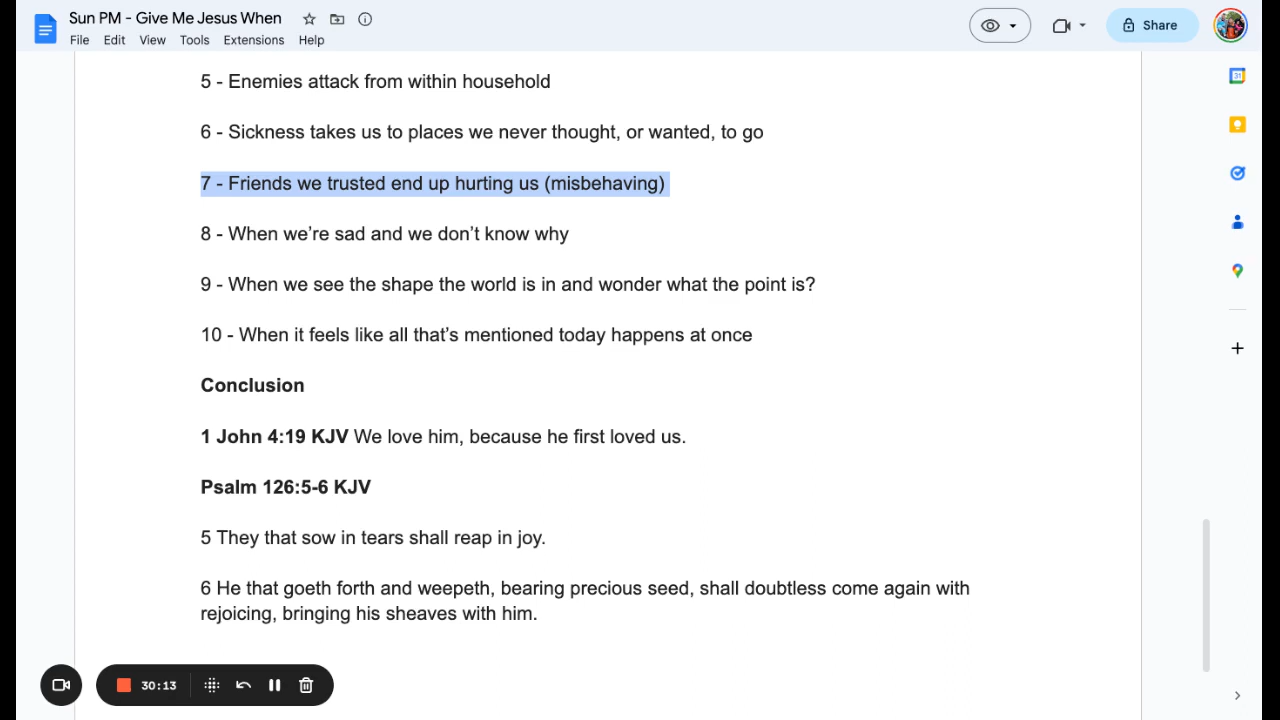 Sun PM - Give Me Jesus When
File Edit View Tools Extensions Help
Share
5 - Enemies attack from within household
6 - Sickness takes us to places we never thought, or wanted, to go
7 - Friends we trusted end up hurting us (misbehaving)
8 - When we’re sad and we don’t know why
9 - When we see the shape the world is in and wonder what the point is?
10 - When it feels like all that’s mentioned today happens at once
Conclusion
1 John 4:19 KJV We love him, because he first loved us.
Psalm 126:5-6 KJV
5 They that sow in tears shall reap in joy.
6 He that goeth forth and weepeth, bearing precious seed, shall doubtless come again with
rejoicing, bringing his sheaves with him.
30:13
31